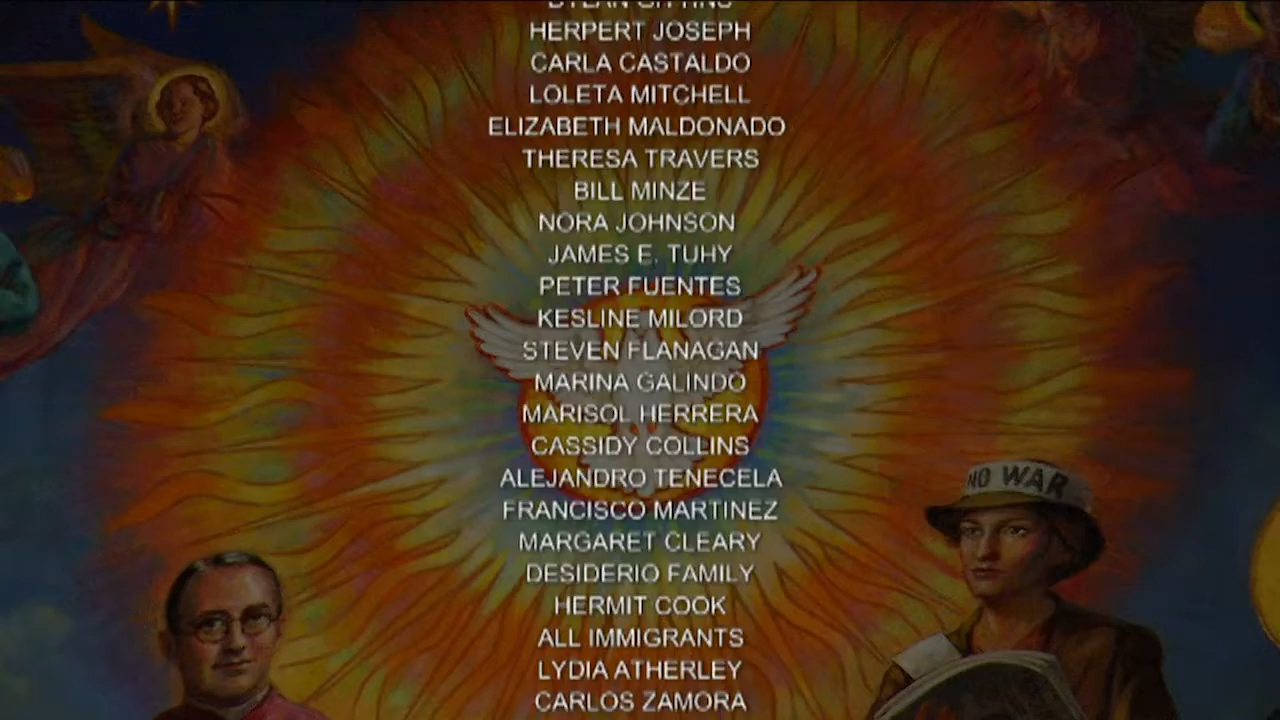 HERPERT JOSEPH
CARLA CASTALDO
LOLETA MITCHELL
ELIZABETH MALDONADO
THERESA TRAVERS
BILL MINZE
NORA JOHNSON
JAMES E. TUHY
PETER FUENTES
KESLINE MILORD
STEVEN FLANAGAN
MARINA GALINDO
MARISOL HERRERA
CASSIDY COLLINS
NO WAR
ALEJANDRO TENECELA
FRANCISCO MARTINEZ
MARGARET CLEARY
DESIDERIO FAMILY
HERMIT COOK
ALL IMMIGRANTS
LYDIA ATHERLEY
CARLOS ZAMORA